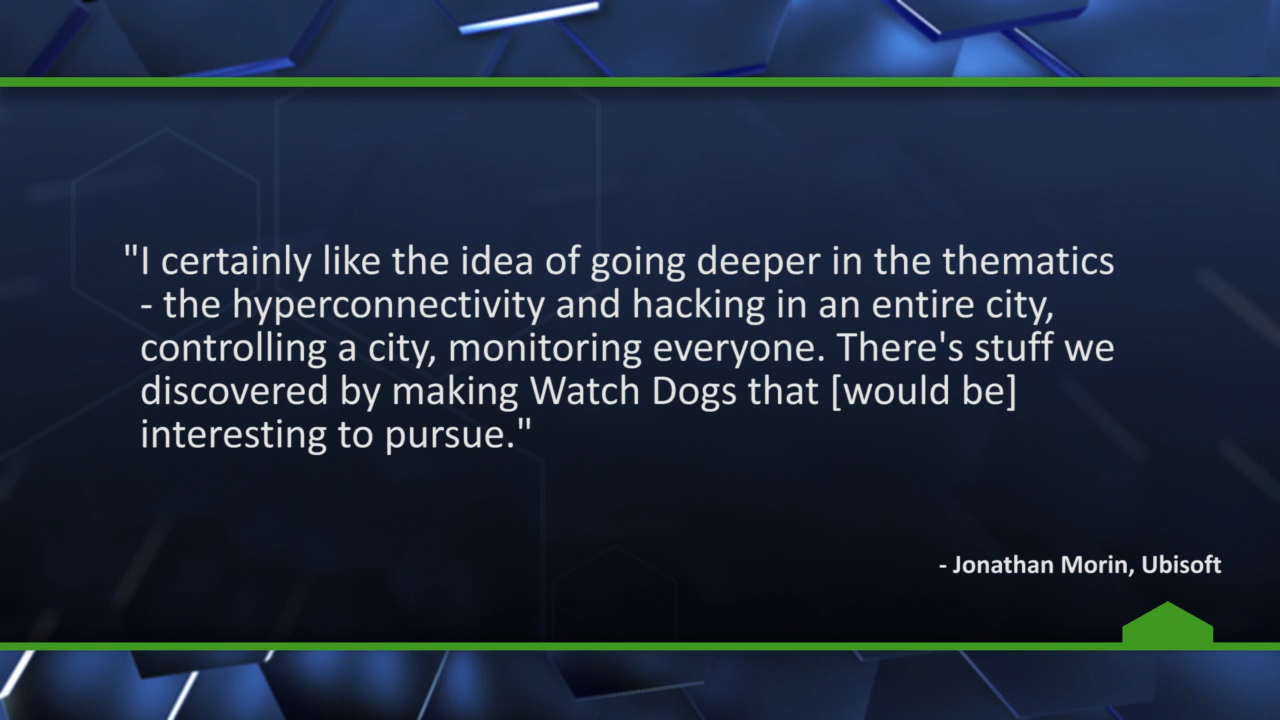 "I certainly like the idea of going deeper in the thematics
- the hyperconnectivity and hacking in an entire city,
controlling a city, monitoring everyone. There's stuff we
discovered by making Watch Dogs that [would be]
interesting to pursue."
- Jonathan Morin, Ubisoft